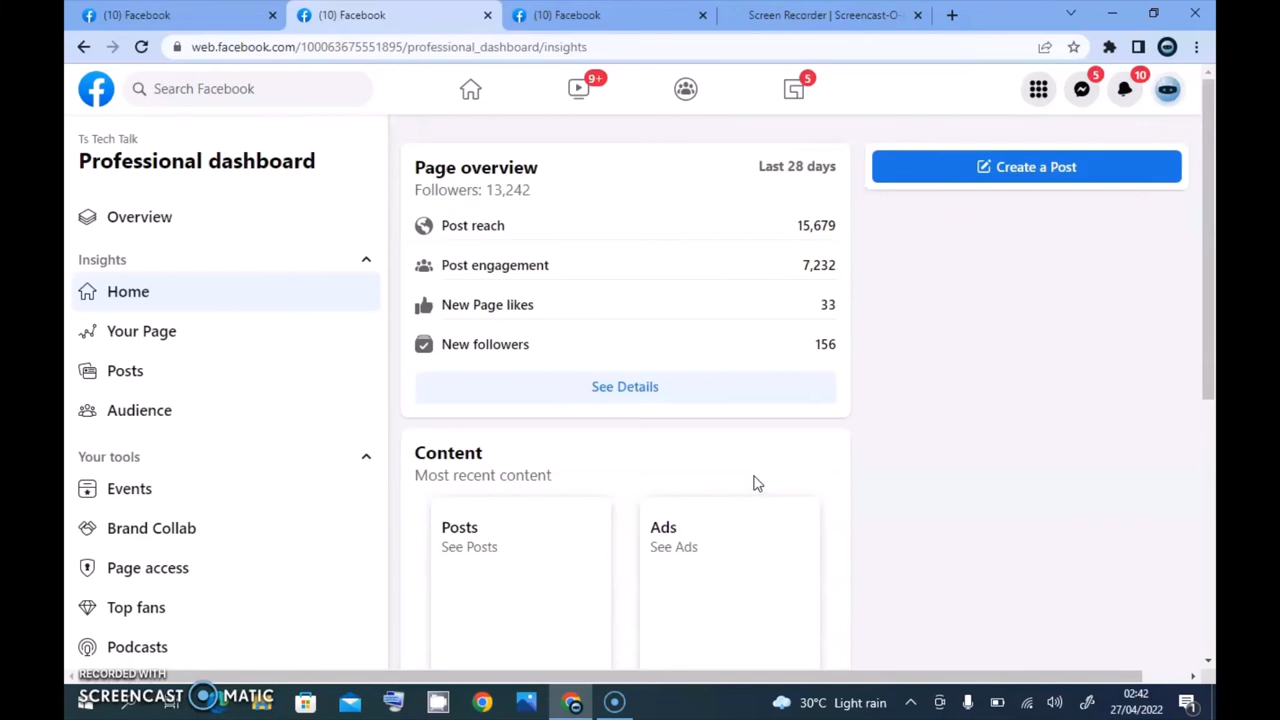 (10) Facebook
(10) Facebook
(10) Facebook
Screen Recorder | Screencast-O-
web.facebook.com/100063675551895/professional_dashboard/insights
Search Facebook
9+
5
5
10
Ts Tech Talk
Professional dashboard
Overview
Insights
Home
Your Page
Posts
Audience
Your tools
Events
Brand Collab
Page access
Top fans
Podcasts
Page overview
Last 28 days
Followers: 13,242
Post reach
15,679
Post engagement
7,232
New Page likes
33
New followers
156
See Details
Create a Post
Content
Most recent content
Posts
See Posts
Ads
See Ads
RECORDED WITH
SCREENCAST MATIC
30°C Light rain
02:42
27/04/2022
1